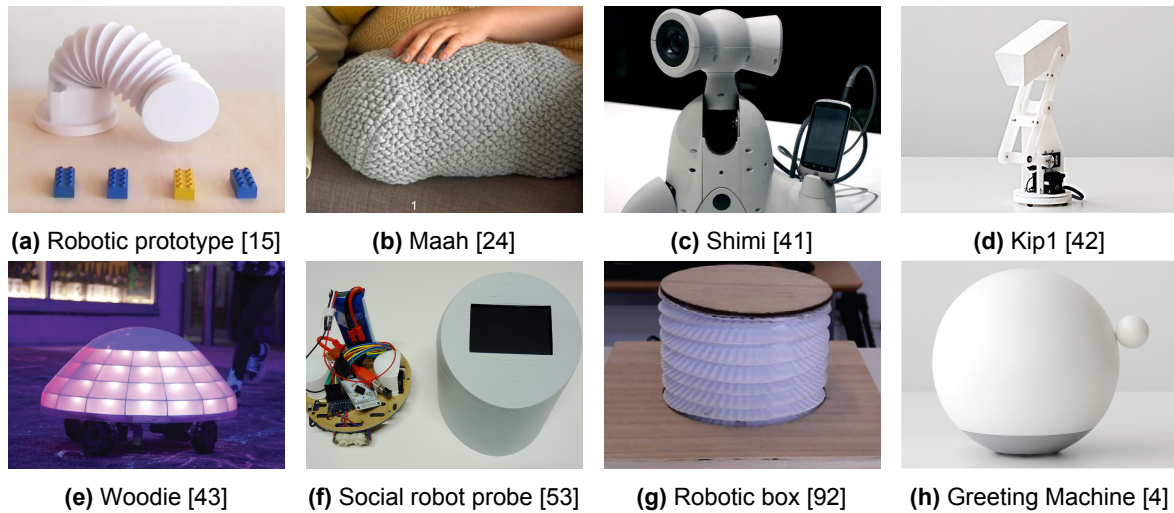 1
(a) Robotic prototype [15]
(b) Maah [24]
(c) Shimi [41]
(d) Kip1 [42]
(e) Woodie [43]
(f) Social robot probe [53]
(g) Robotic box [92]
(h) Greeting Machine [4]